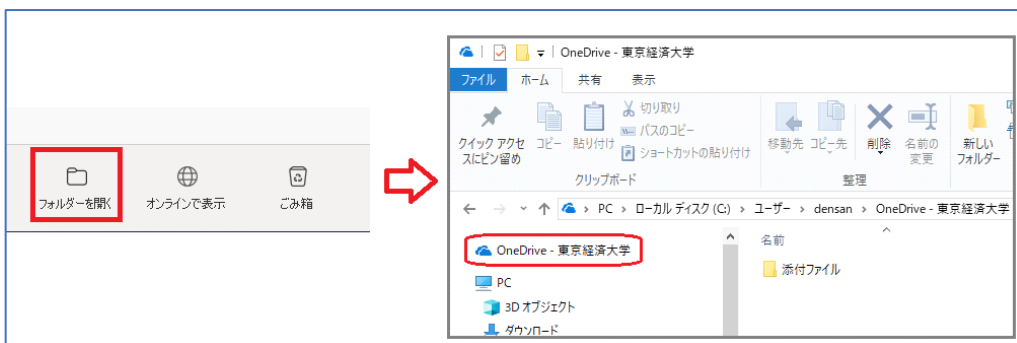 フォルダーを開く
オンラインで表示
ごみ箱
OneDrive - 東京経済大学
ファイル ホーム 共有 表示
クイック アクセスにピン留め
コピー
貼り付け
切り取り
パスのコピー
ショートカットの貼り付け
クリップボード
移動先
コピー先
削除
名前の変更
整理
新しいフォルダー
PC › ローカル ディスク (C:) › ユーザー › densan › OneDrive - 東京経済大学
OneDrive - 東京経済大学
PC
3D オブジェクト
ダウンロード
名前
添付ファイル